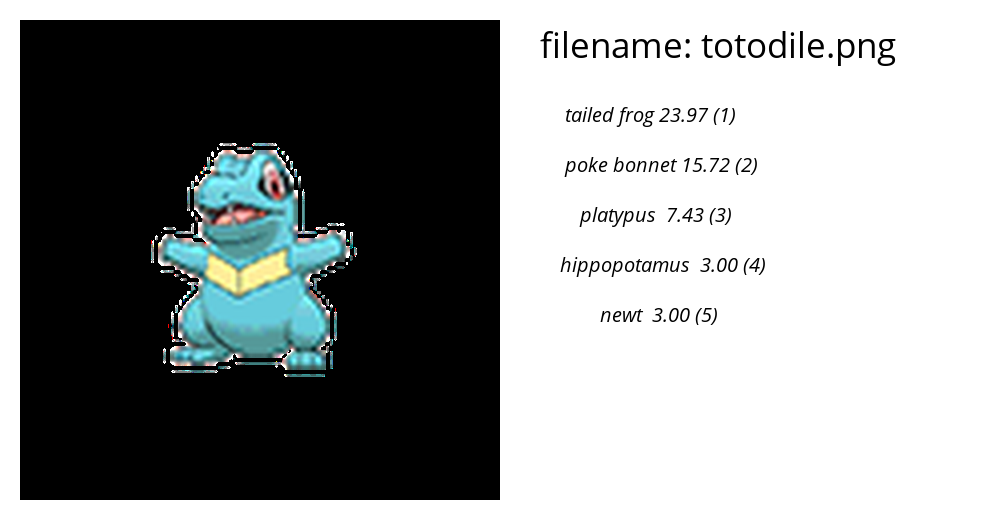 filename: totodile.png
tailed frog 23.97 (1)
poke bonnet 15.72 (2)
platypus 7.43 (3)
hippopotamus 3.00 (4)
newt 3.00 (5)